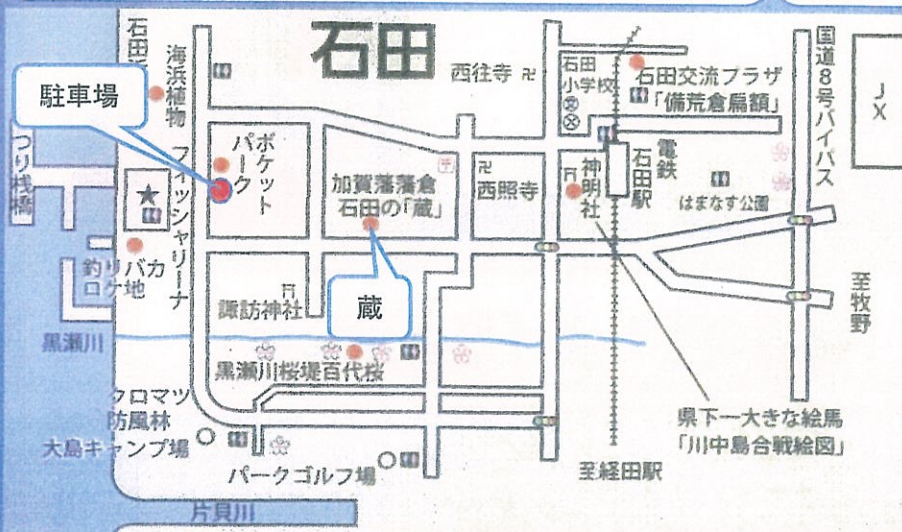 石田
駐車場
石田浜
海浜植物
フィッシャリーナ
つり桟橋
ポケット
パーク
西往寺
石田
小学校
石田交流プラザ
「備荒倉扁額」
国道8号バイパス
JX
加賀藩藩倉
石田の「蔵」
西照寺
神明社
石田駅
電鉄
はまなす公園
釣りバカ
ロケ地
蔵
諏訪神社
至牧野
黒瀬川
黒瀬川桜堤百代桜
クロマツ
防風林
大島キャンプ場
パークゴルフ場
県下一大きな絵馬
「川中島合戦絵図」
至経田駅
片貝川